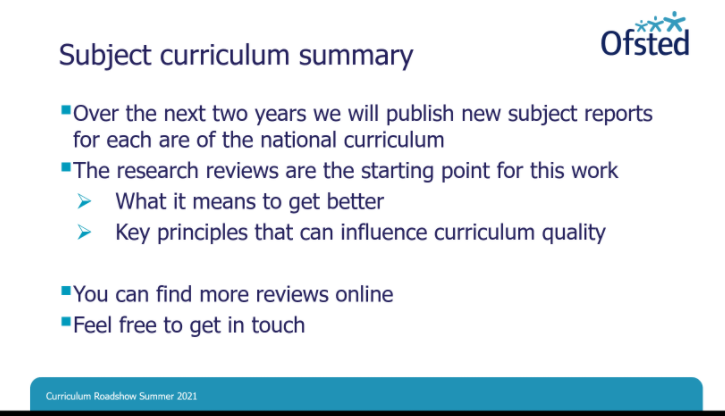 Ofsted
Subject curriculum summary
Over the next two years we will publish new subject reports
for each are of the national curriculum
The research reviews are the starting point for this work
What it means to get better
Key principles that can influence curriculum quality
You can find more reviews online
Feel free to get in touch
Curriculum Roadshow Summer 2021